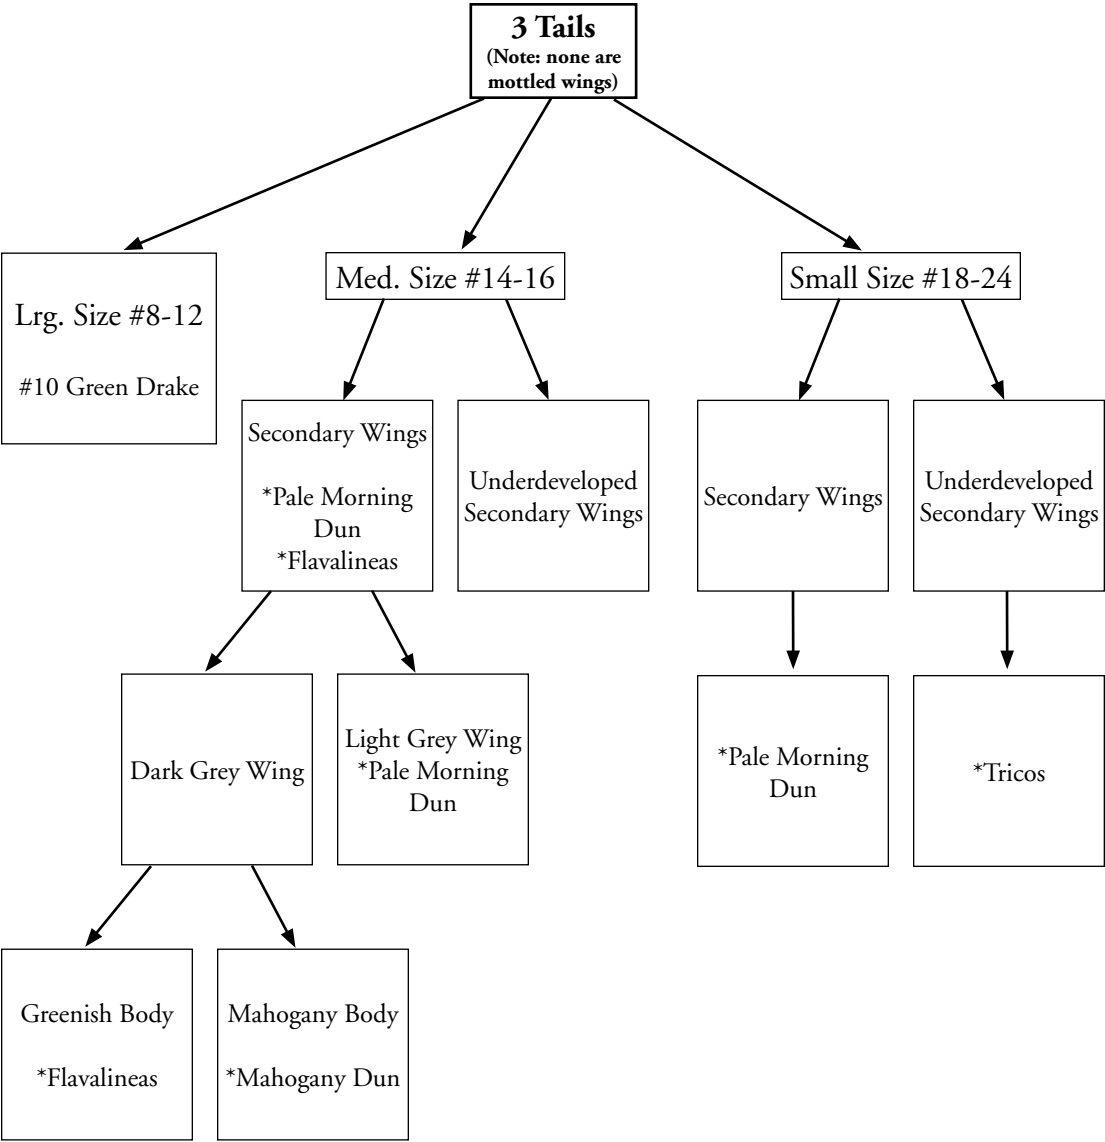 3 Tails
(Note: none are
mottled wings)
Lrg. Size #8-12
#10 Green Drake
Med. Size #14-16
Small Size #18-24
Secondary Wings
*Pale Morning
Dun
*Flavalineas
Underdeveloped
Secondary Wings
Secondary Wings
Underdeveloped
Secondary Wings
Dark Grey Wing
Light Grey Wing
*Pale Morning
Dun
*Pale Morning
Dun
*Tricos
Greenish Body
*Flavalineas
Mahogany Body
*Mahogany Dun